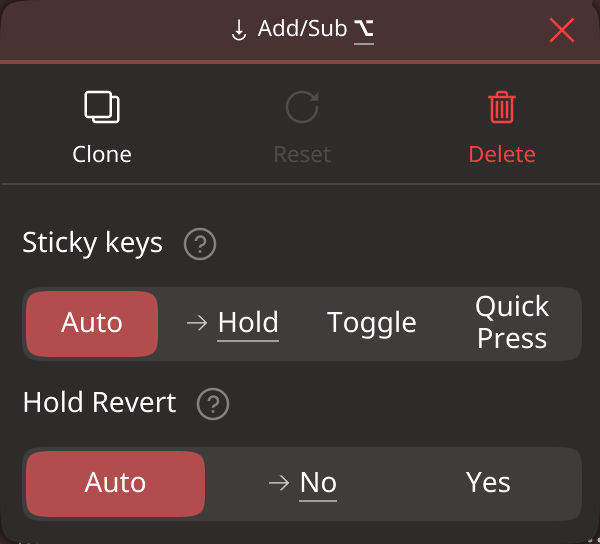 Add/Sub ⌥
Clone
Reset
Delete
Sticky keys ?
Auto → Hold Toggle Quick Press
Hold Revert ?
Auto → No Yes